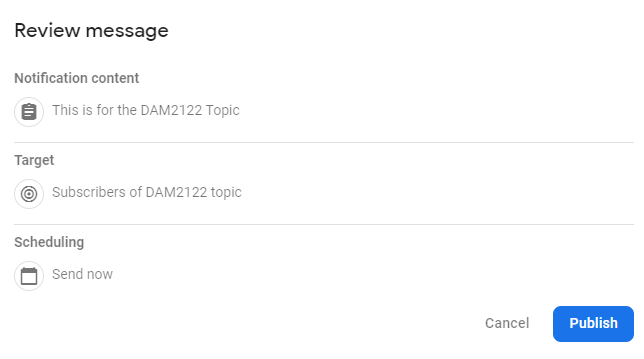 Review message
Notification content
This is for the DAM2122 Topic
Target
Subscribers of DAM2122 topic
Scheduling
Send now
Cancel
Publish